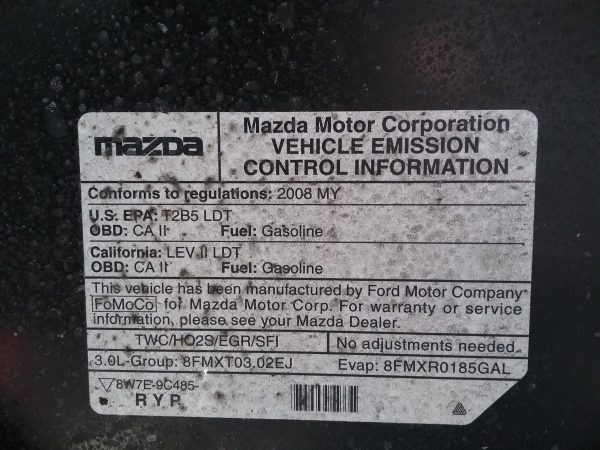 mazda
Mazda Motor Corporation
VEHICLE EMISSION
CONTROL INFORMATION
Conforms to regulations: 2008 MY
U.S. EPA: T2B5 LDT
OBD: CA II Fuel: Gasoline
California: LEV II LDT
OBD: CA II Fuel: Gasoline
This vehicle has been manufactured by Ford Motor Company
FoMoCo for Mazda Motor Corp. For warranty or service
information, please see your Mazda Dealer.
TWC/HO2S/EGR/SFI No adjustments needed.
3.0L-Group: 8FMXT03.02EJ Evap: 8FMXR0185GAL
8W7E-9C485-
RYP